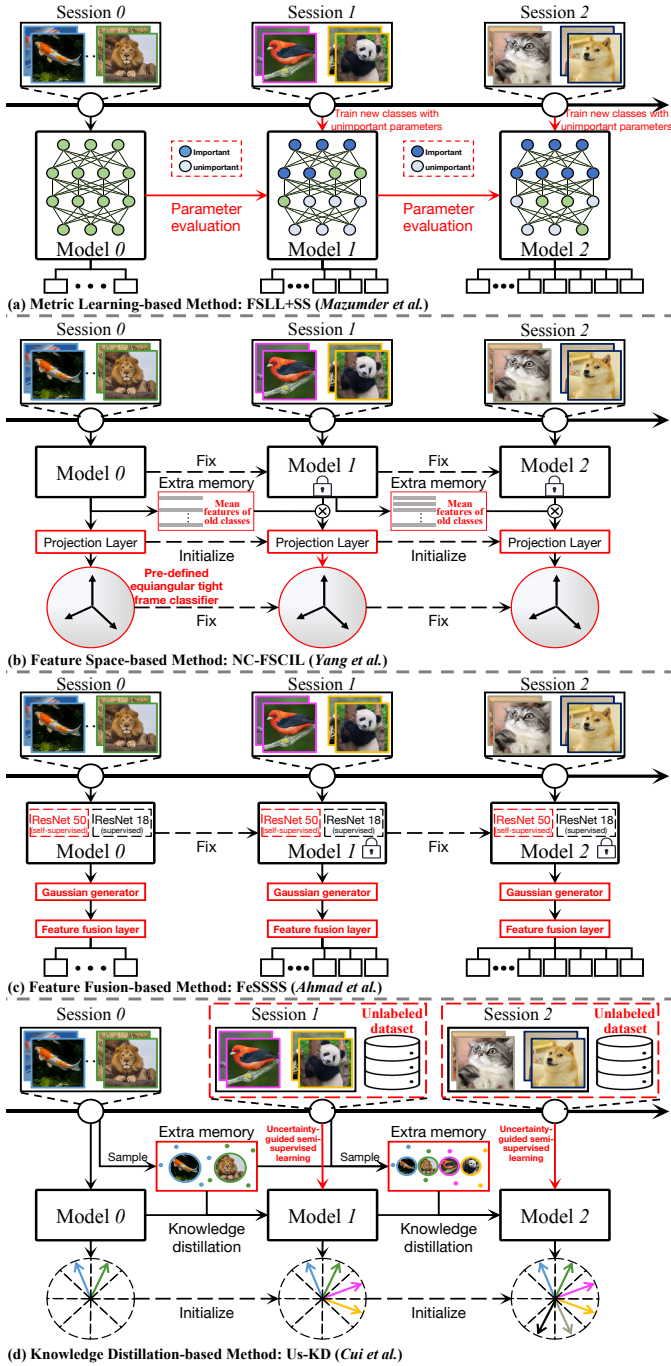 Session 0
Session 1
Session 2
Train new classes with
unimportant parameters
Train new classes with
unimportant parameters
Important
unimportant
Important
unimportant
Parameter
evaluation
Parameter
evaluation
Model 0
Model 1
Model 2
(a) Metric Learning-based Method: FSLL+SS (Mazumder et al.)
Session 0
Session 1
Session 2
Model 0
Fix
Model 1
Fix
Model 2
Extra memory
Mean
features of
old classes
Extra memory
Mean
features of
old classes
Projection Layer
Initialize
Projection Layer
Initialize
Projection Layer
Pre-defined
equiangular tight
frame classifier
Fix
Fix
(b) Feature Space-based Method: NC-FSCIL (Yang et al.)
Session 0
Session 1
Session 2
ResNet 50
(self-supervised)
ResNet 18
(supervised)
Model 0
Fix
ResNet 50
(self-supervised)
ResNet 18
(supervised)
Model 1
Fix
ResNet 50
(self-supervised)
ResNet 18
(supervised)
Model 2
Gaussian generator
Gaussian generator
Gaussian generator
Feature fusion layer
Feature fusion layer
Feature fusion layer
(c) Feature Fusion-based Method: FeSSSS (Ahmad et al.)
Session 0
Session 1
Unlabeled
dataset
Session 2
Unlabeled
dataset
Sample
Extra memory
Uncertainty-
guided semi-
supervised
learning
Sample
Extra memory
Uncertainty-
guided semi-
supervised
learning
Model 0
Knowledge
distillation
Model 1
Knowledge
distillation
Model 2
Initialize
Initialize
(d) Knowledge Distillation-based Method: Us-KD (Cui et al.)